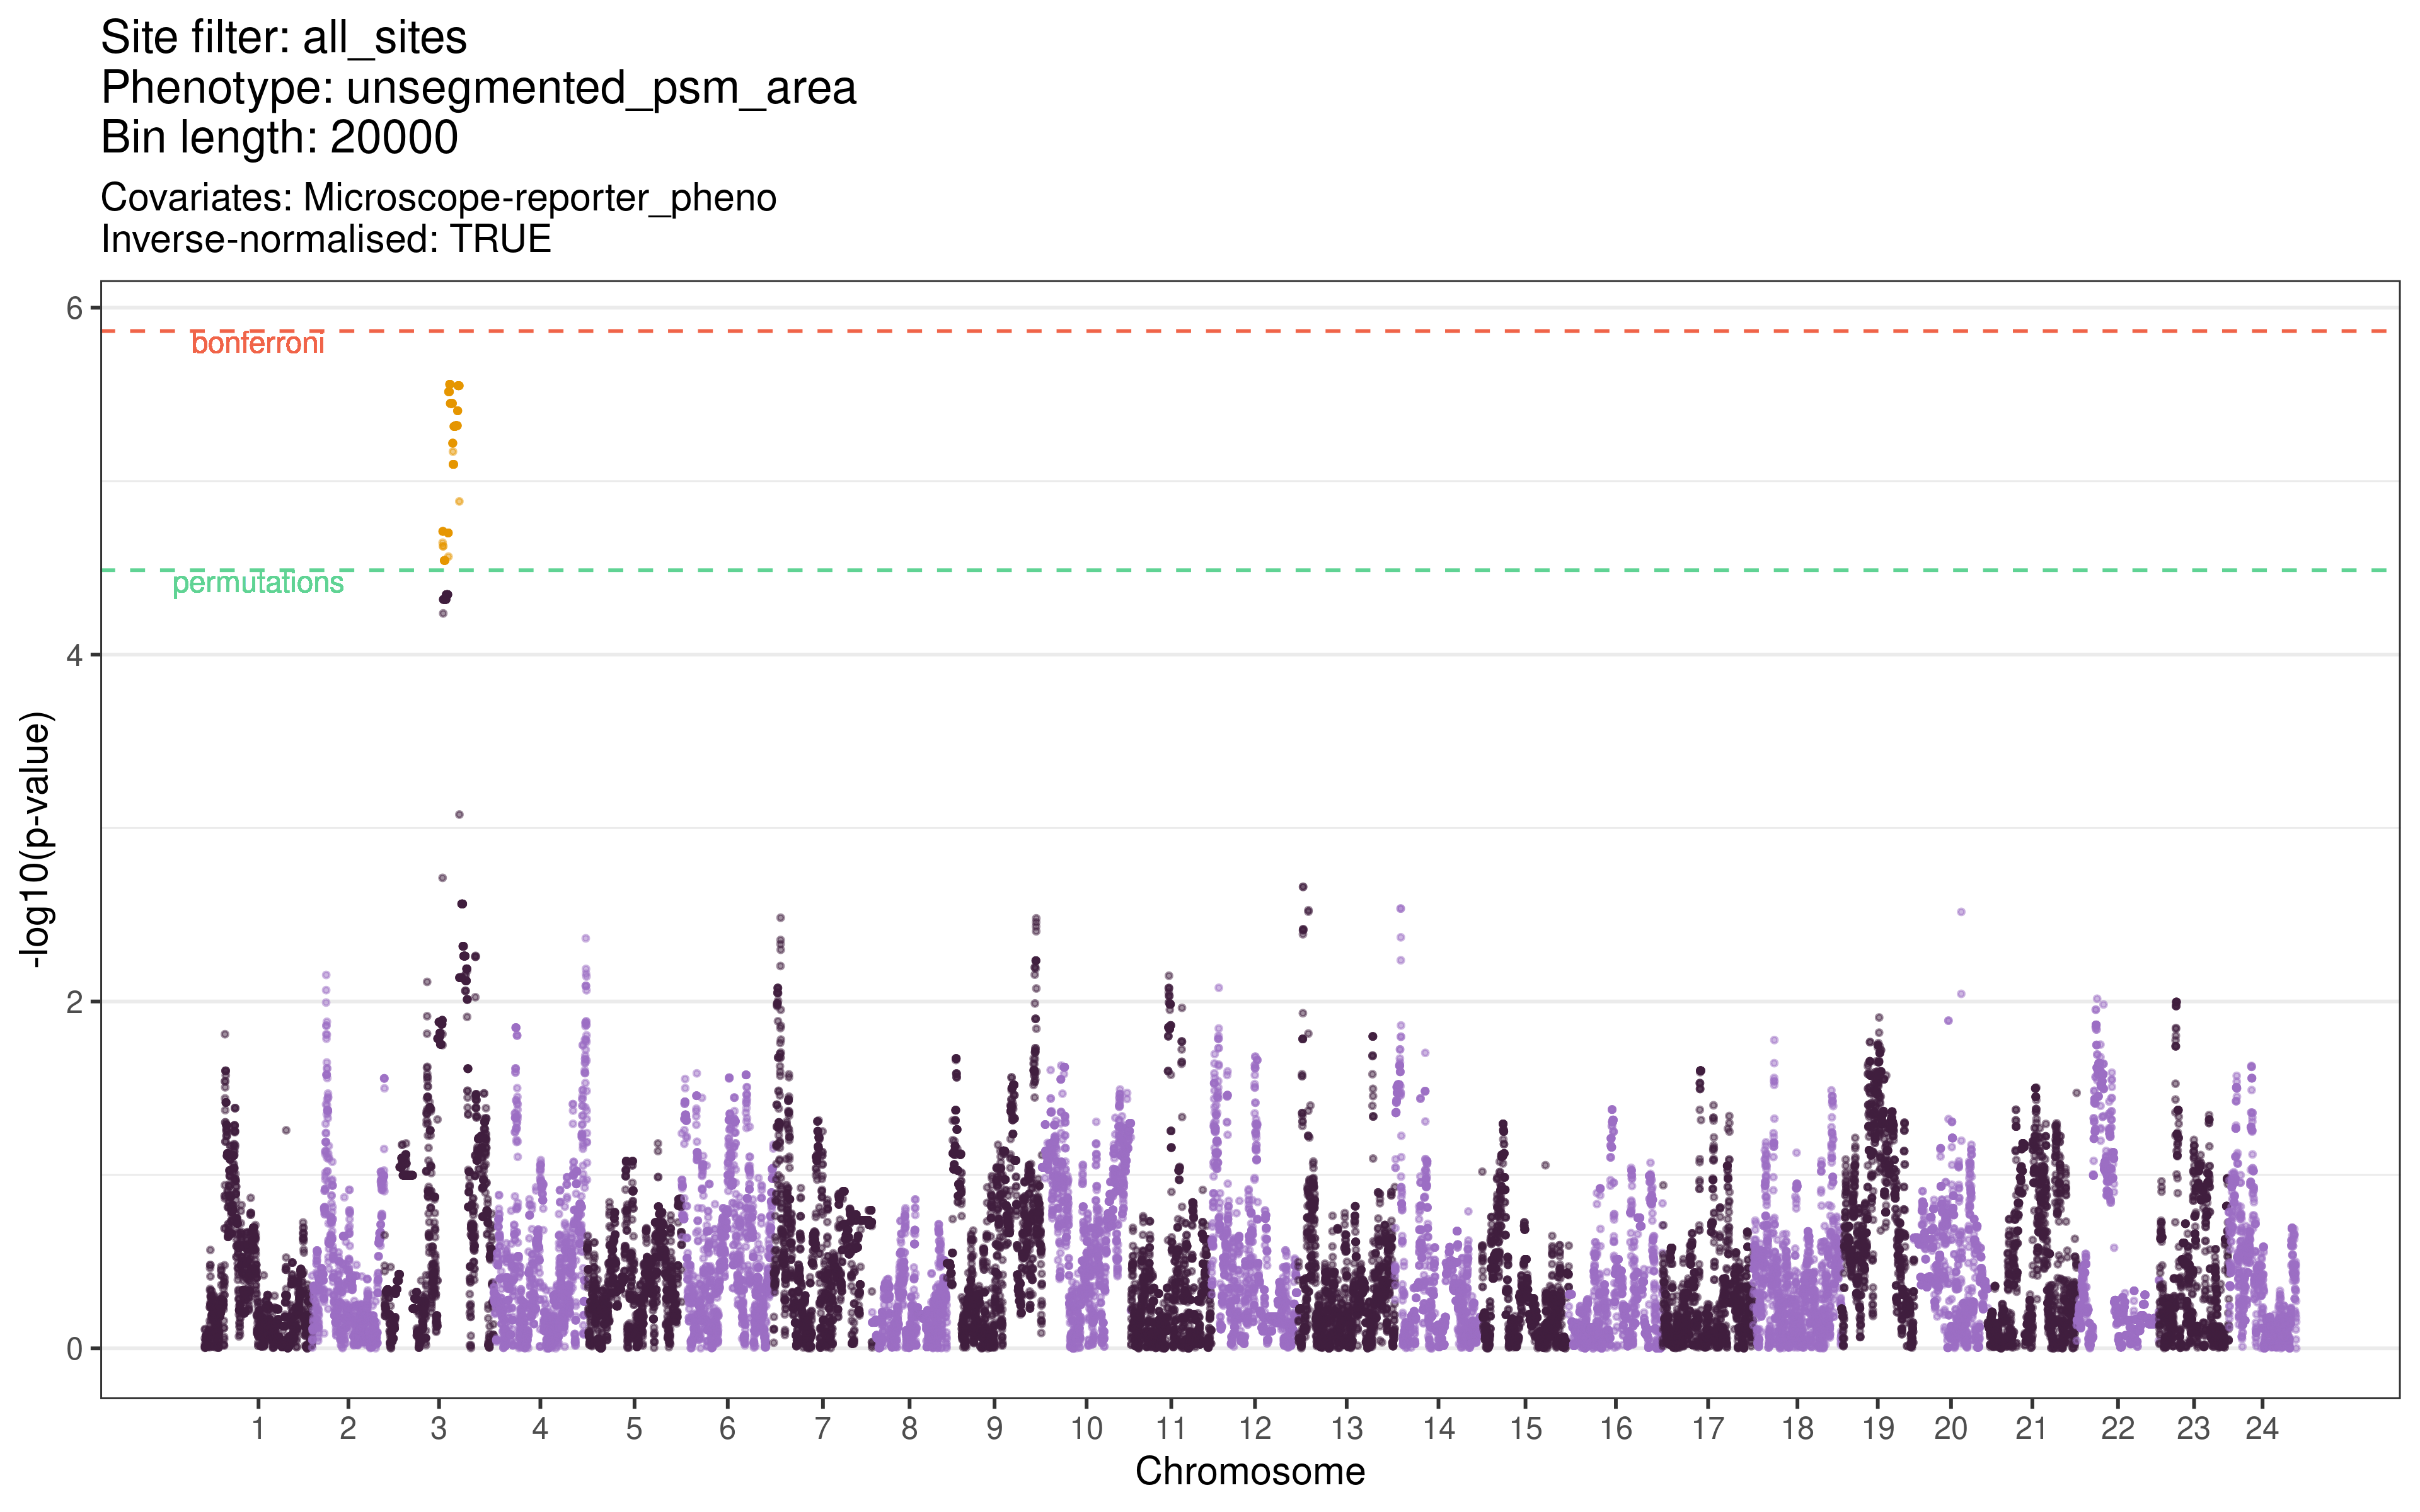 Site filter: all_sites
Phenotype: unsegmented_psm_area
Bin length: 20000
Covariates: Microscope-reporter_pheno
Inverse-normalised: TRUE
6
bonferroni
permutations
4
2
0
-log10(p-value)
1 2 3 4 5 6 7 8 9 10 11 12 13 14 15 16 17 18 19 20 21 22 23 24
Chromosome